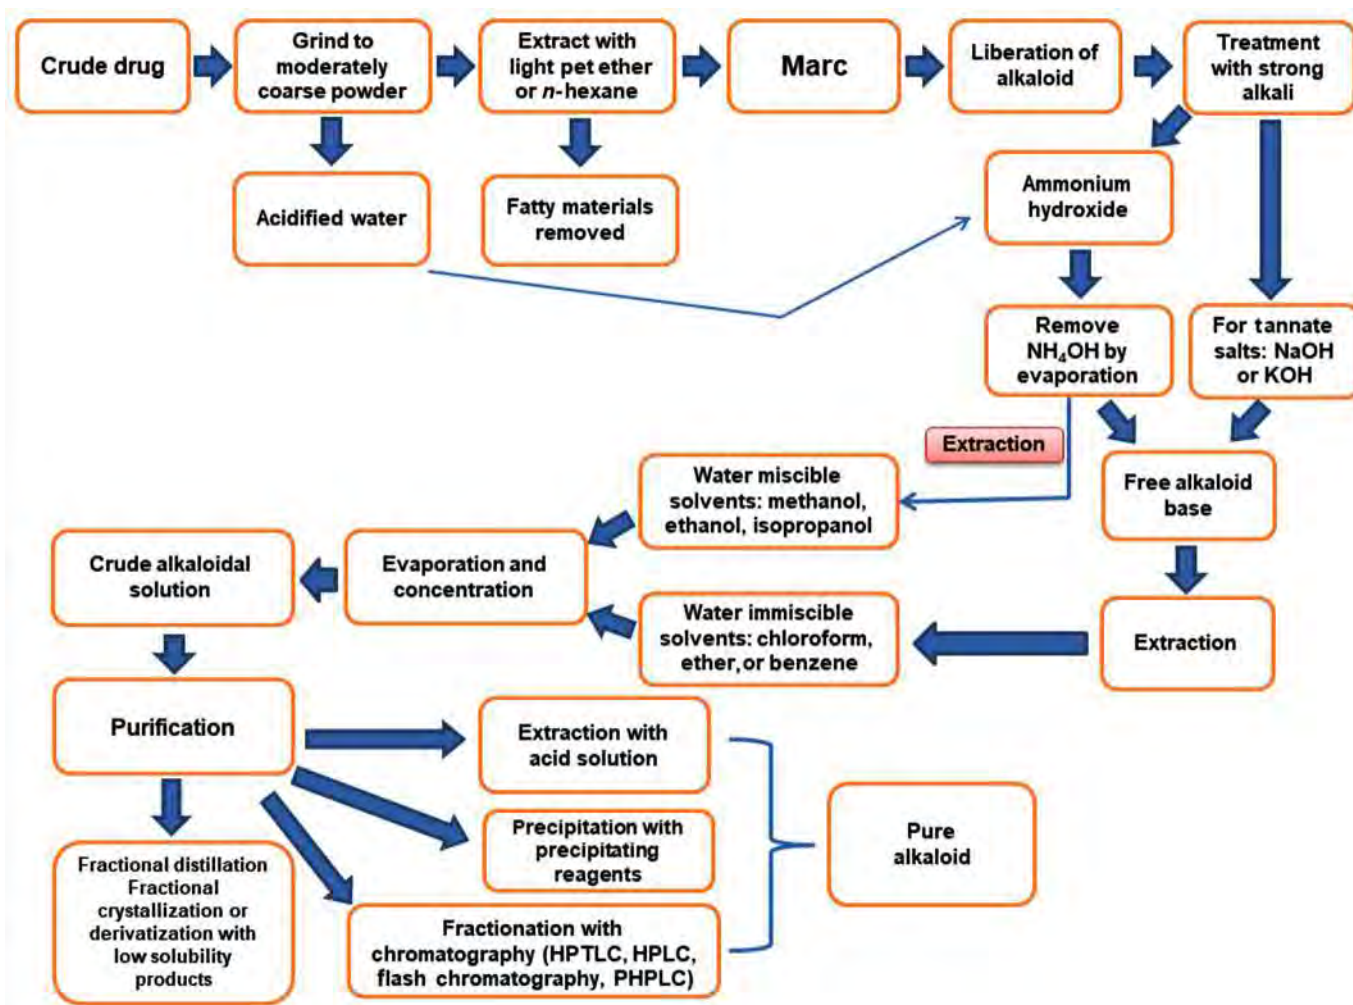 Crude drug
Grind to
moderately
coarse powder
Extract with
light pet ether
or n-hexane
Marc
Liberation of
alkaloid
Treatment
with strong
alkali
Acidified water
Fatty materials
removed
Ammonium
hydroxide
Remove
NH₄OH by
evaporation
For tannate
salts: NaOH
or KOH
Extraction
Water miscible
solvents: methanol,
ethanol, isopropanol
Free alkaloid
base
Crude alkaloidal
solution
Evaporation and
concentration
Water immiscible
solvents: chloroform,
ether, or benzene
Extraction
Purification
Extraction with
acid solution
Precipitation with
precipitating
reagents
Pure
alkaloid
Fractional distillation
Fractional
crystallization or
derivatization with
low solubility
products
Fractionation with
chromatography (HPTLC, HPLC,
flash chromatography, PHPLC)